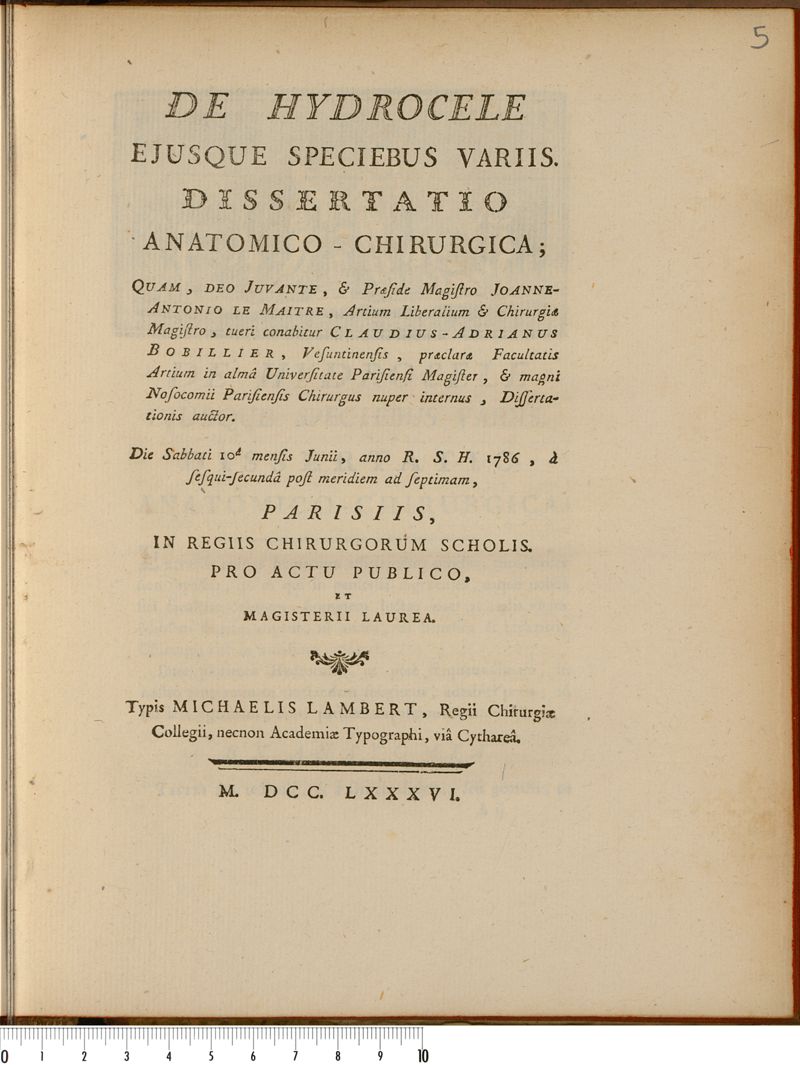 5
DE HYDROCELE
EJUSQUE SPECIEBUS VARIIS.
DISSERTATIO
ANATOMICO - CHIRURGICA;
QUAM, DEO JUVANTE, & Præſide Magiſtro JOANNE-
ANTONIO LE MAITRE, Artium Liberalium & Chirurgiæ
Magiſtro, tueri conabitur CLAUDIUS-ADRIANUS
BOBILLIER, Veſuntinenſis, præclaræ Facultatis
Artium in almâ Univerſitate Pariſienſi Magiſter, & magni
Noſocomii Pariſienſis Chirurgus nuper internus, Diſſerta-
tionis auctor.
Die Sabbati 10â menſis Junii, anno R. S. H. 1786, à
ſeſqui-ſecundâ poſt meridiem ad ſeptimam,
PARISIIS,
IN REGIIS CHIRURGORUM SCHOLIS.
PRO ACTU PUBLICO,
ET
MAGISTERII LAUREA.
Typis MICHAELIS LAMBERT, Regii Chirurgiæ
Collegii, necnon Academiæ Typographi, viâ Cythareâ.
M. DCC. LXXXVI.
0 1 2 3 4 5 6 7 8 9 10